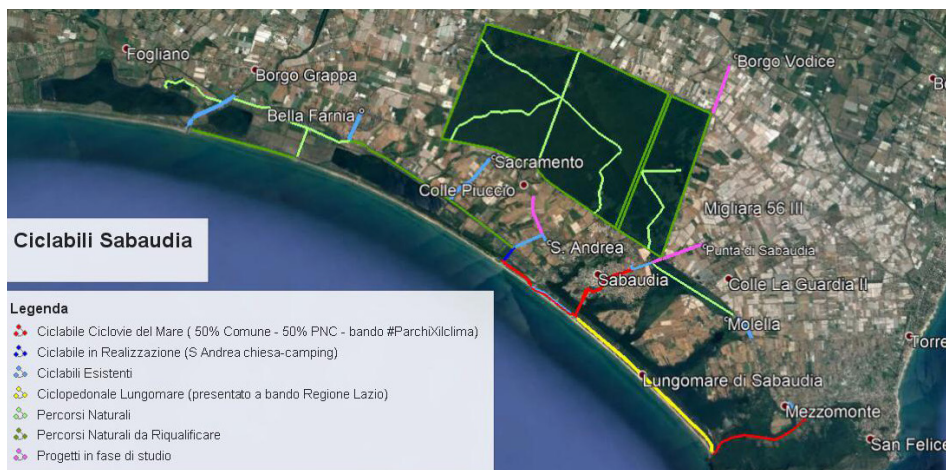 Fogliano
Borgo Grappa
Bella Farnia
Borgo Vodice
Sacramento
Colle Piuccio
Migliara 56 III
S. Andrea
Punta di Sabaudia
Sabaudia
Colle La Guardia II
Molella
Torre
Lungomare di Sabaudia
Mezzomonte
San Felice
Ciclabili Sabaudia
Legenda
Ciclabile Ciclovie del Mare ( 50% Comune - 50% PNC - bando #ParchiXilclima)
Ciclabile in Realizzazione (S Andrea chiesa-camping)
Ciclabili Esistenti
Ciclopedonale Lungomare (presentato a bando Regione Lazio)
Percorsi Naturali
Percorsi Naturali da Riqualificare
Progetti in fase di studio